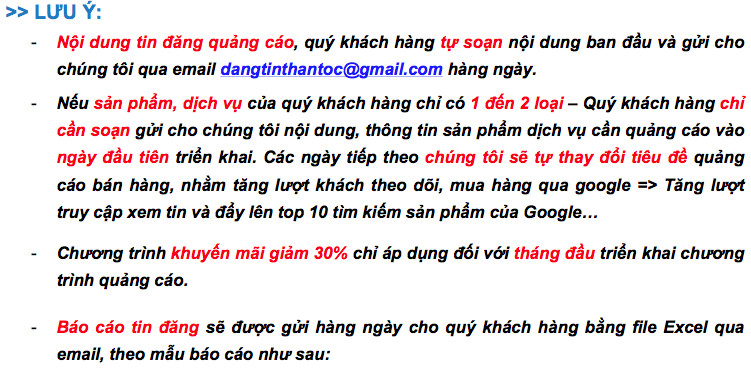 >> LƯU Ý:
- Nội dung tin đăng quảng cáo, quý khách hàng tự soạn nội dung ban đầu và gửi cho
chúng tôi qua email dangtinthantoc@gmail.com hàng ngày.
- Nếu sản phẩm, dịch vụ của quý khách hàng chỉ có 1 đến 2 loại – Quý khách hàng chỉ
cần soạn gửi cho chúng tôi nội dung, thông tin sản phẩm dịch vụ cần quảng cáo vào
ngày đầu tiên triển khai. Các ngày tiếp theo chúng tôi sẽ tự thay đổi tiêu đề quảng
cáo bán hàng, nhằm tăng lượt khách theo dõi, mua hàng qua google => Tăng lượt
truy cập xem tin và đẩy lên top 10 tìm kiếm sản phẩm của Google…
- Chương trình khuyến mãi giảm 30% chỉ áp dụng đối với tháng đầu triển khai chương
trình quảng cáo.
- Báo cáo tin đăng sẽ được gửi hàng ngày cho quý khách hàng bằng file Excel qua
email, theo mẫu báo cáo như sau: